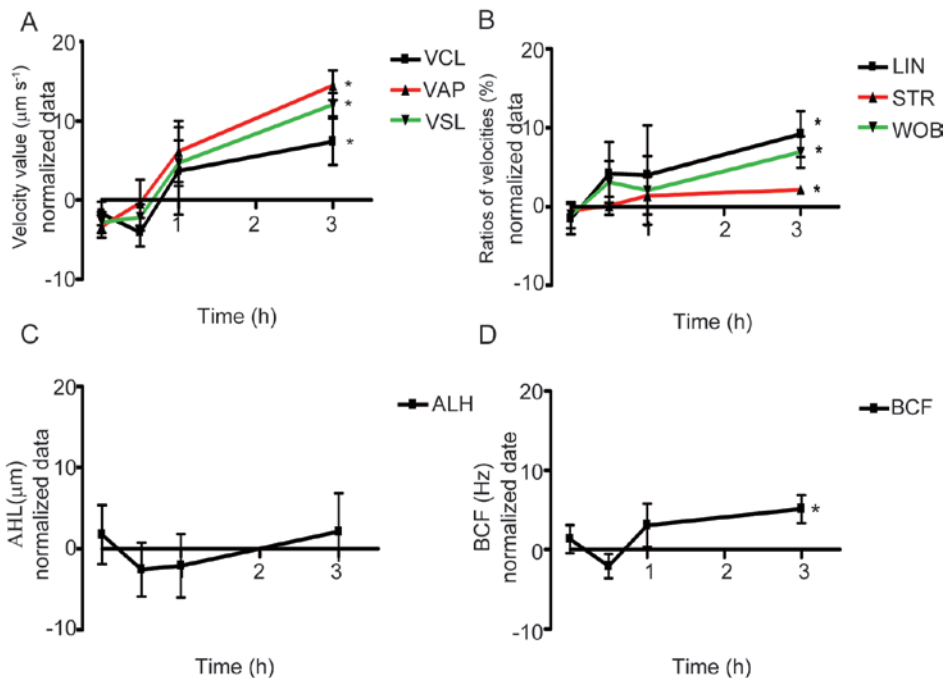 A
Velocity value (μm s⁻¹)
normalized data
20
10
0
-10
1
2
3
*
*
*
VCL
VAP
VSL
Time (h)
B
Ratios of velocities (%)
normalized data
20
10
0
-10
1
2
3
*
*
*
LIN
STR
WOB
Time (h)
C
AHL(μm)
normalized data
20
10
0
-10
1
2
3
ALH
Time (h)
D
BCF (Hz)
normalized date
20
10
0
-10
1
2
3
*
BCF
Time (h)